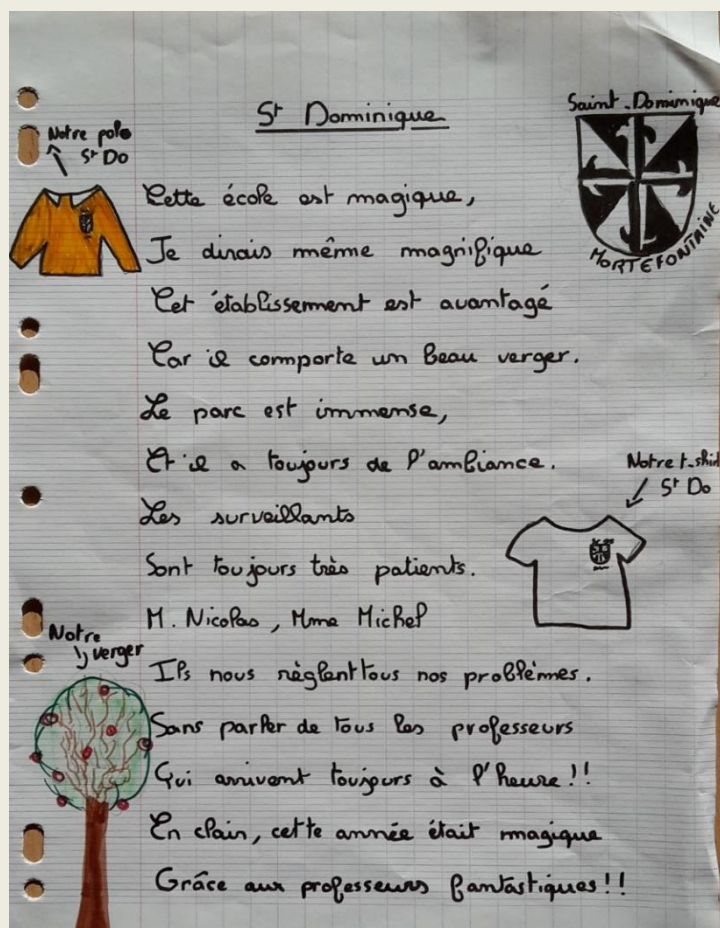 St Dominique
Saint-Dominique
MORTEFONTAINE
Notre polo
St Do
Cette école est magique,
Je dirais même magnifique
Cet établissement est avantagé
Car il comporte un beau verger.
Le parc est immense,
Et il a toujours de l'ambiance.
Notre t-shirt
St Do
Les surveillants
Sont toujours très patients.
M. Nicolas, Mme Michel
Notre
verger
Ils nous règlent tous nos problèmes.
Sans parler de tous les professeurs
Qui arrivent toujours à l'heure!!
En clair, cette année était magique
Grâce aux professeurs fantastiques!!